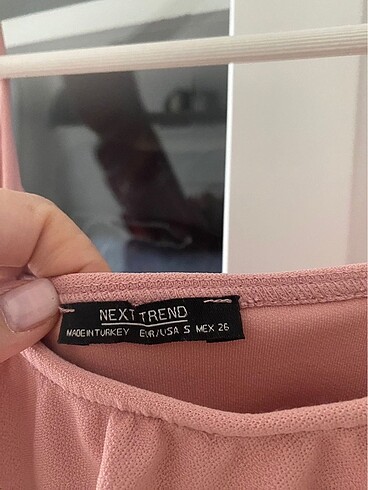 NEXT TREND
MADE IN TURKEY EUR/USA S MEX 26